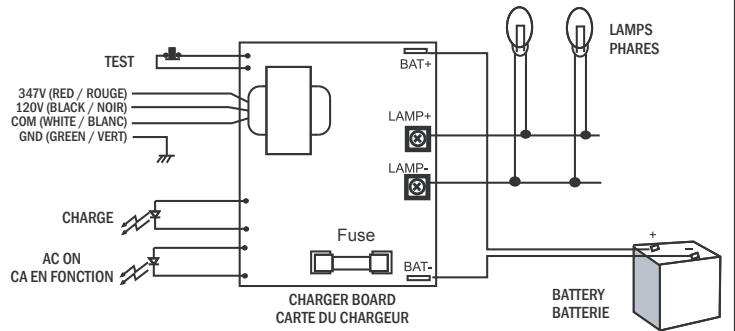 TEST
347V (RED / ROUGE)
120V (BLACK / NOIR)
COM (WHITE / BLANC)
GND (GREEN / VERT)
CHARGE
AC ON
CA EN FONCTION
BAT+
LAMP+
LAMP-
Fuse
BAT-
CHARGER BOARD
CARTE DU CHARGEUR
LAMPS
PHARES
+
-
BATTERY
BATTERIE